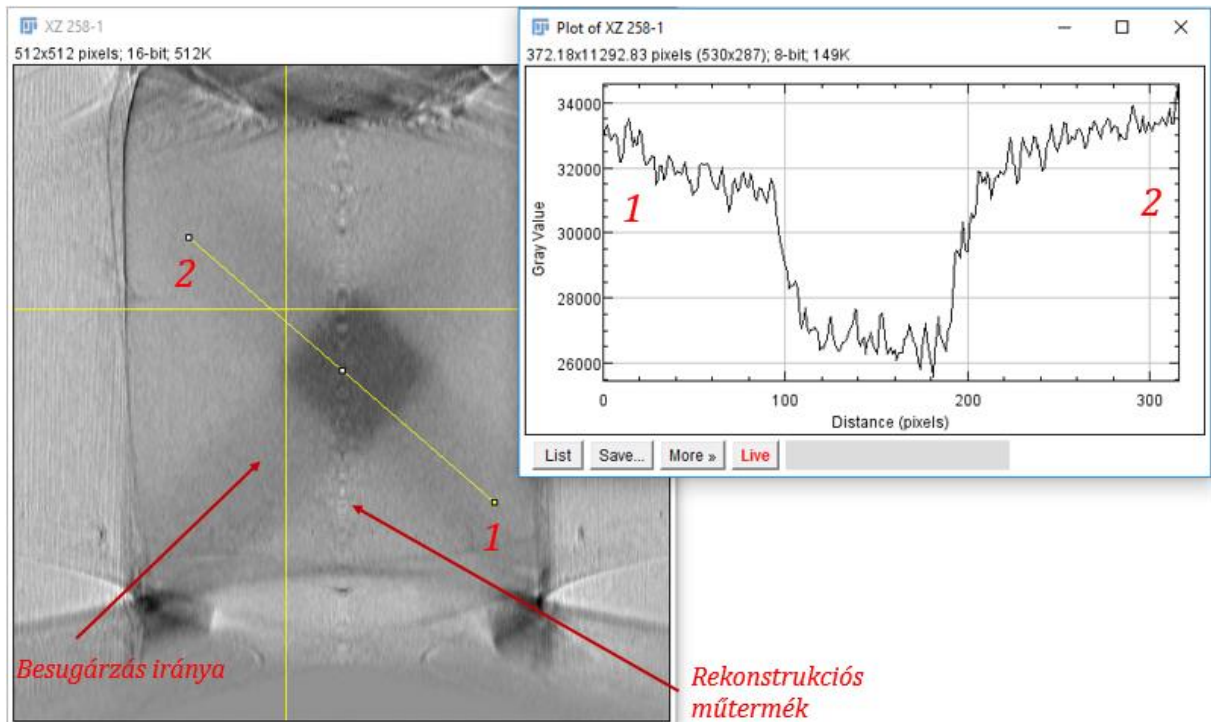 XZ 258-1
512x512 pixels; 16-bit; 512K
2
1
Besugárzás iránya
Rekonstrukciós
műtermék
Plot of XZ 258-1
372.18x11292.83 pixels (530x287); 8-bit; 149K
34000
32000
30000
28000
26000
Gray Value
1
2
0
100
200
300
Distance (pixels)
List
Save...
More »
Live